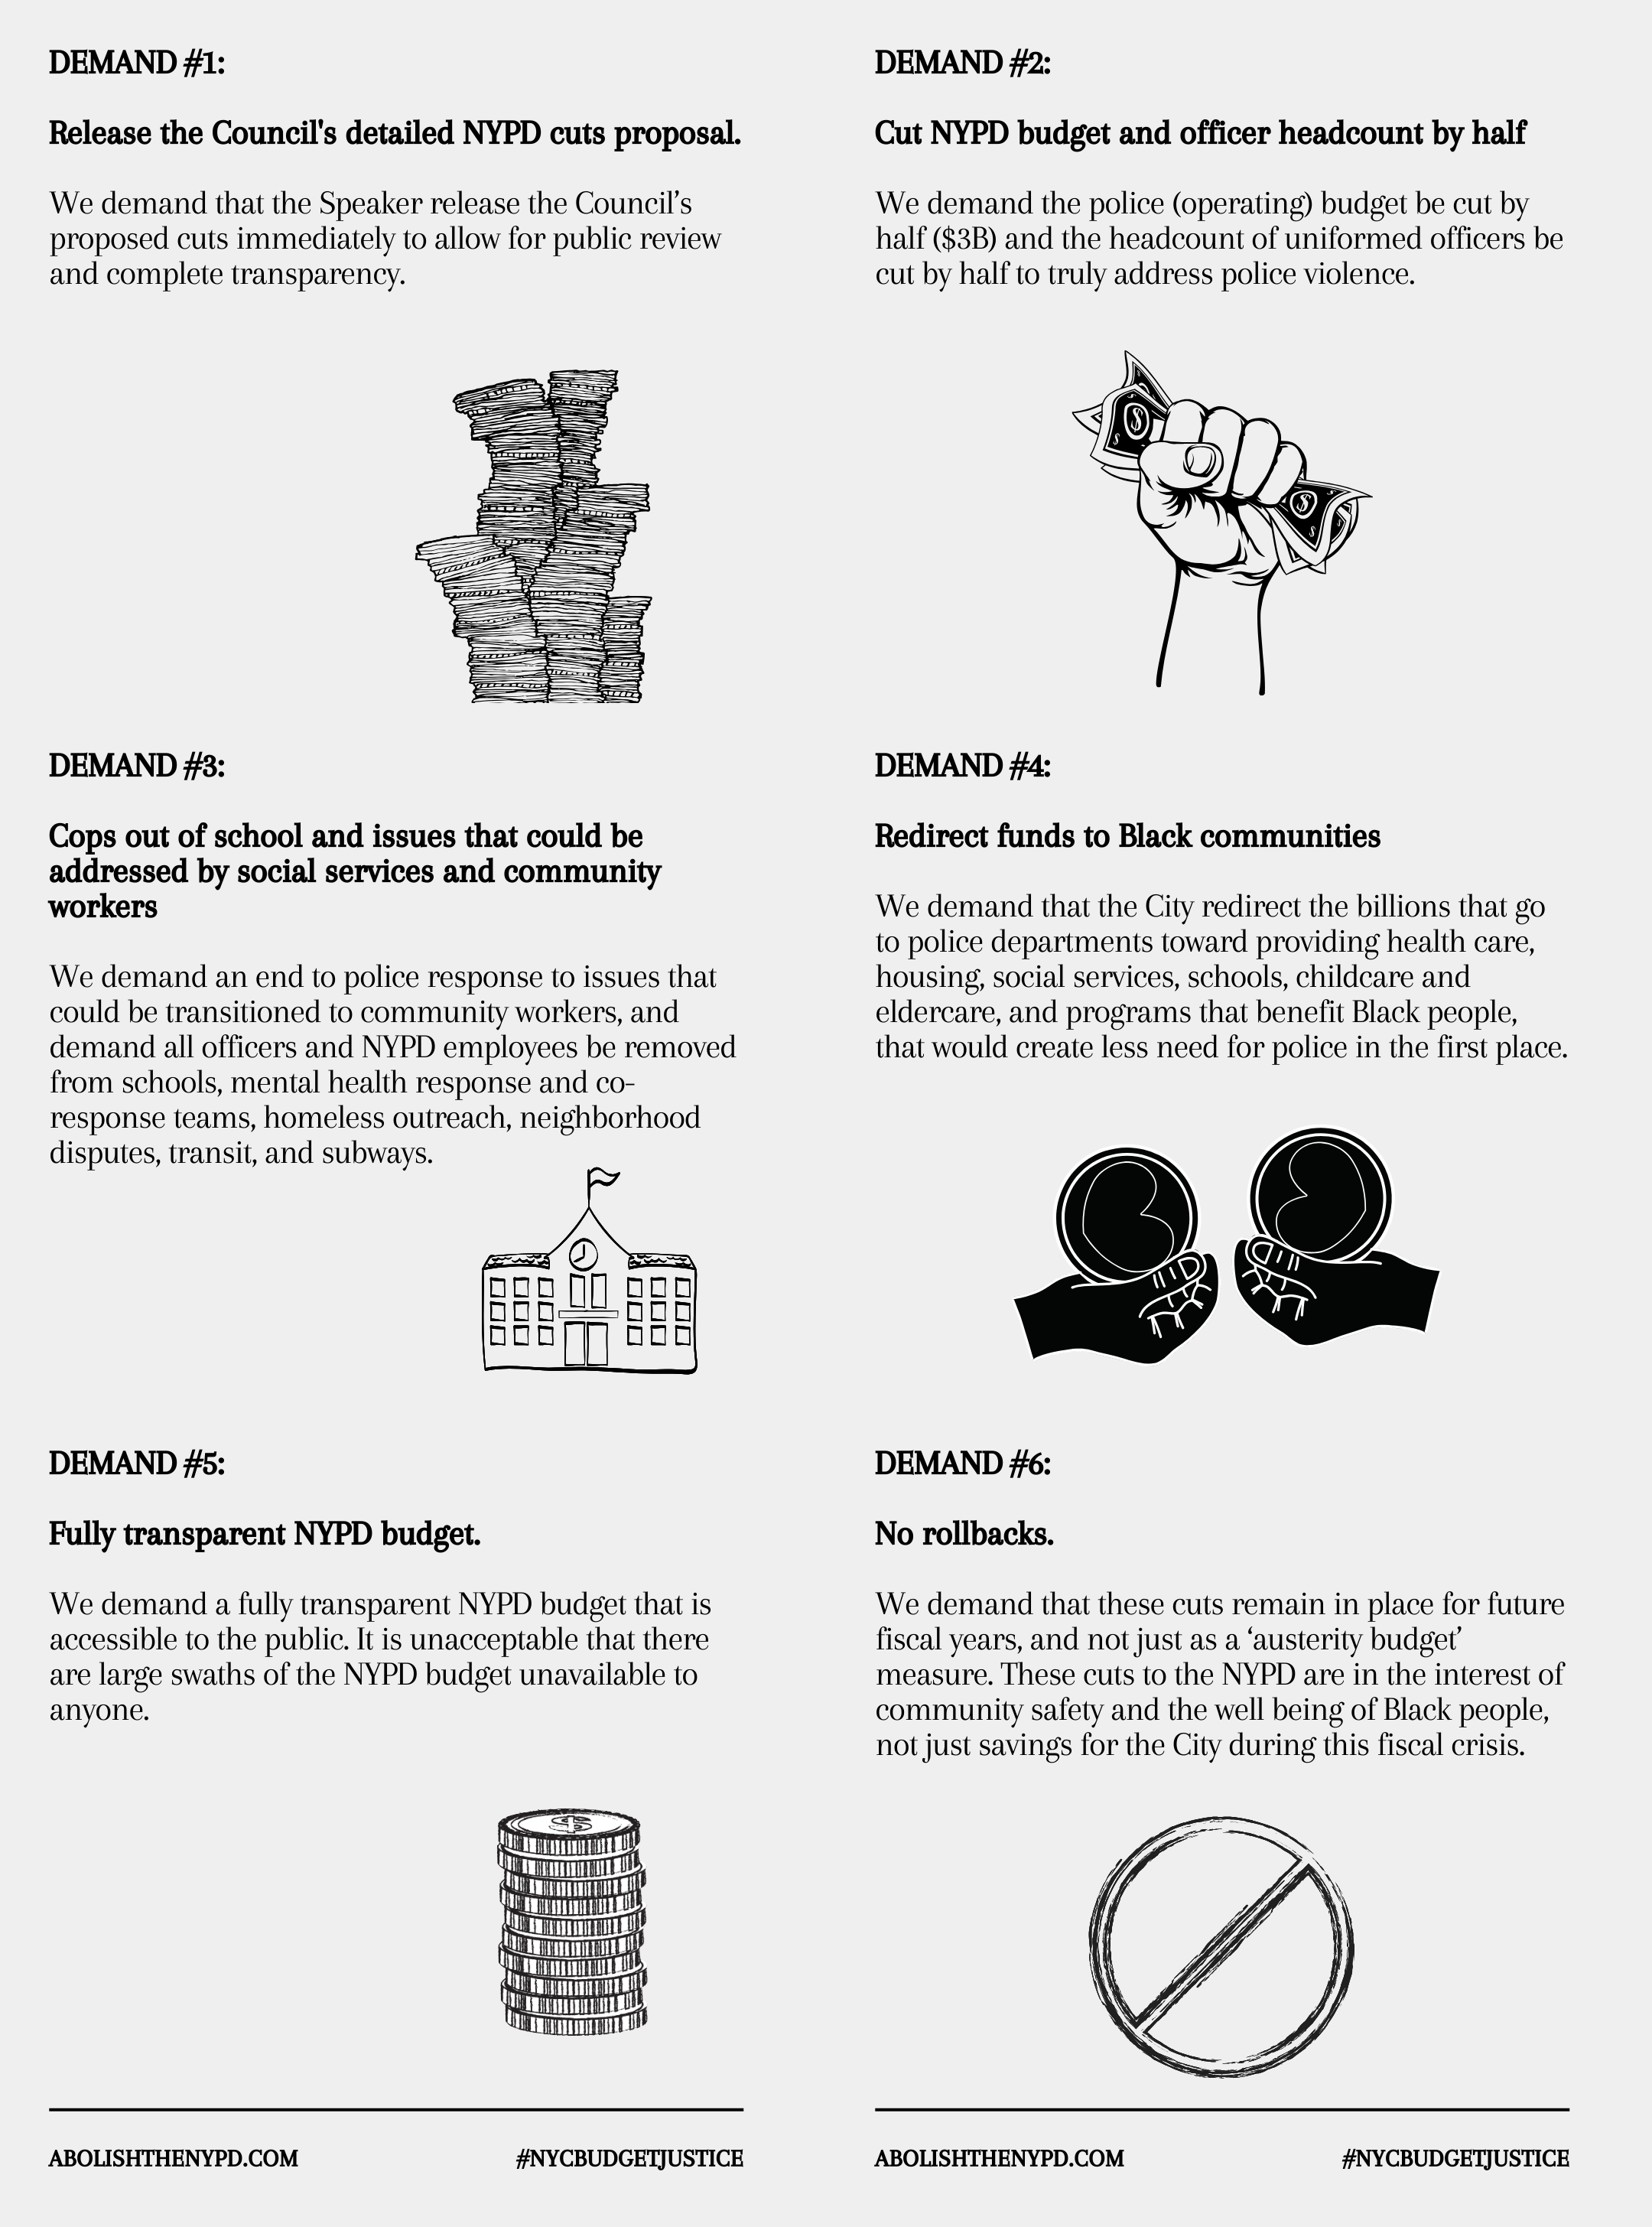 DEMAND #1:
Release the Council's detailed NYPD cuts proposal.
We demand that the Speaker release the Council’s
proposed cuts immediately to allow for public review
and complete transparency.
DEMAND #2:
Cut NYPD budget and officer headcount by half
We demand the police (operating) budget be cut by
half ($3B) and the headcount of uniformed officers be
cut by half to truly address police violence.
$
$
$
$
$
$
DEMAND #3:
Cops out of school and issues that could be
addressed by social services and community
workers
We demand an end to police response to issues that
could be transitioned to community workers, and
demand all officers and NYPD employees be removed
from schools, mental health response and co-
response teams, homeless outreach, neighborhood
disputes, transit, and subways.
DEMAND #4:
Redirect funds to Black communities
We demand that the City redirect the billions that go
to police departments toward providing health care,
housing, social services, schools, childcare and
eldercare, and programs that benefit Black people,
that would create less need for police in the first place.
DEMAND #5:
Fully transparent NYPD budget.
We demand a fully transparent NYPD budget that is
accessible to the public. It is unacceptable that there
are large swaths of the NYPD budget unavailable to
anyone.
$
DEMAND #6:
No rollbacks.
We demand that these cuts remain in place for future
fiscal years, and not just as a ‘austerity budget’
measure. These cuts to the NYPD are in the interest of
community safety and the well being of Black people,
not just savings for the City during this fiscal crisis.
ABOLISHTHENYPD.COM
#NYCBUDGETJUSTICE
ABOLISHTHENYPD.COM
#NYCBUDGETJUSTICE